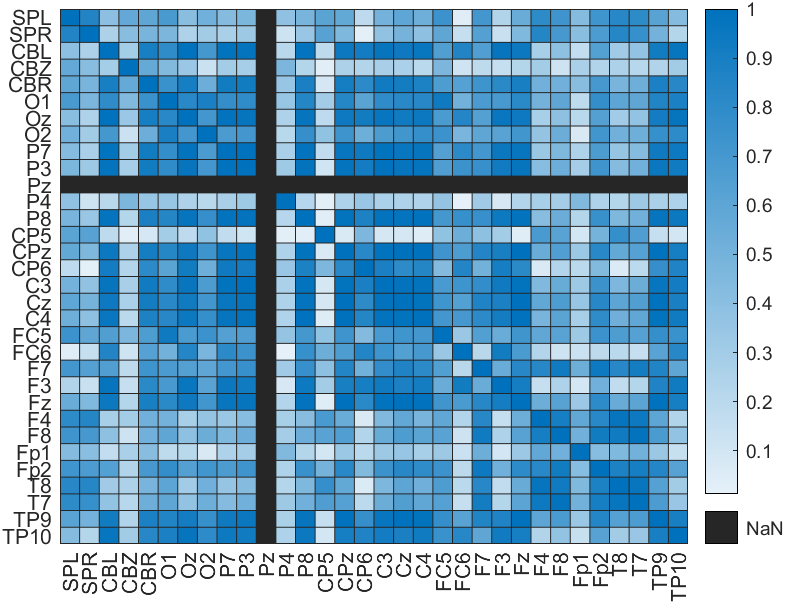 SPL
SPR
CBL
CBZ
CBR
O1
Oz
O2
P7
P3
Pz
P4
P8
CP5
CPz
CP6
C3
Cz
C4
FC5
FC6
F7
F3
Fz
F4
F8
Fp1
Fp2
T8
T7
TP9
TP10
SPL SPR CBL CBZ CBR O1 Oz O2 P7 P3 Pz P4 P8 CP5 CPz CP6 C3 Cz C4 FC5 FC6 F7 F3 Fz F4 F8 Fp1 Fp2 T8 T7 TP9 TP10
1
0.9
0.8
0.7
0.6
0.5
0.4
0.3
0.2
0.1
NaN